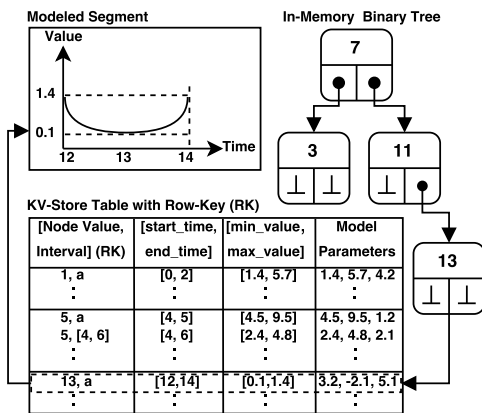 Modeled Segment
Value
1.4
0.1
12 13 14
Time
In-Memory Binary Tree
7
3
11
⊥ ⊥
⊥
13
⊥ ⊥
KV-Store Table with Row-Key (RK)
[Node Value, Interval] (RK) [start_time, end_time] [min_value, max_value] Model Parameters
1, a [0, 2] [1.4, 5.7] 1.4, 5.7, 4.2
: : : :
5, a [4, 5] [4.5, 9.5] 4.5, 9.5, 1.2
5, [4, 6] [4, 6] [2.4, 4.8] 2.4, 4.8, 2.1
: : : :
13, a [12,14] [0.1,1.4] 3.2, -2.1, 5.1
: : : :